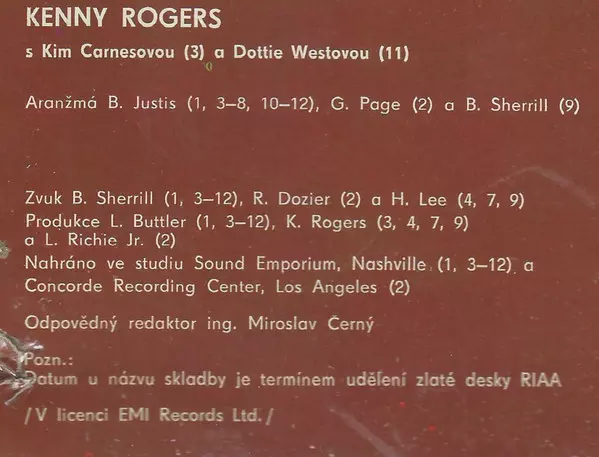 KENNY ROGERS
s Kim Carnesovou (3) a Dottie Westovou (11)
Aranžmá B. Justis (1, 3–8, 10–12), G. Page (2) a B. Sherrill (9)
Zvuk B. Sherrill (1, 3–12), R. Dozier (2) a H. Lee (4, 7, 9)
Produkce L. Buttler (1, 3–12), K. Rogers (3, 4, 7, 9)
a L. Richie Jr. (2)
Nahráno ve studiu Sound Emporium, Nashville (1, 3–12) a
Concorde Recording Center, Los Angeles (2)
Odpovědný redaktor ing. Miroslav Černý
Pozn.:
Datum u názvu skladby je termínem udělení zlaté desky RIAA
/V licenci EMI Records Ltd./